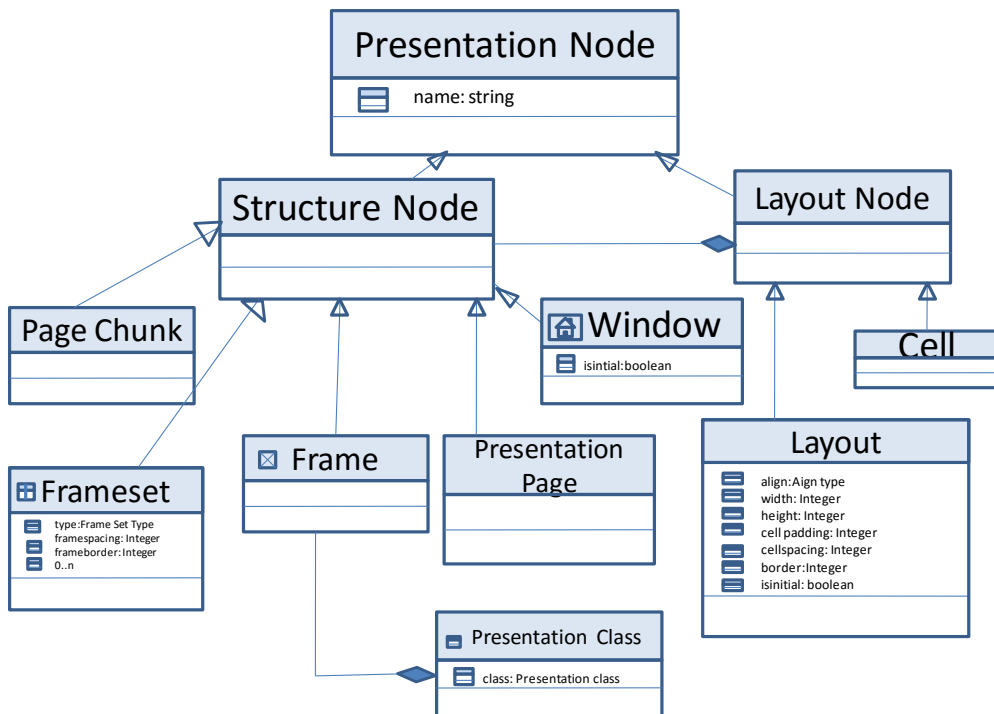 Presentation Node
name: string
Structure Node
Layout Node
Page Chunk
Window
isintial:boolean
Cell
Frameset
type:Frame Set Type
framespacing: Integer
frameborder: Integer
0..n
Frame
Presentation
Page
Layout
align:Aign type
width: Integer
height: Integer
cell padding: Integer
cellspacing: Integer
border:Integer
isinitial: boolean
Presentation Class
class: Presentation class